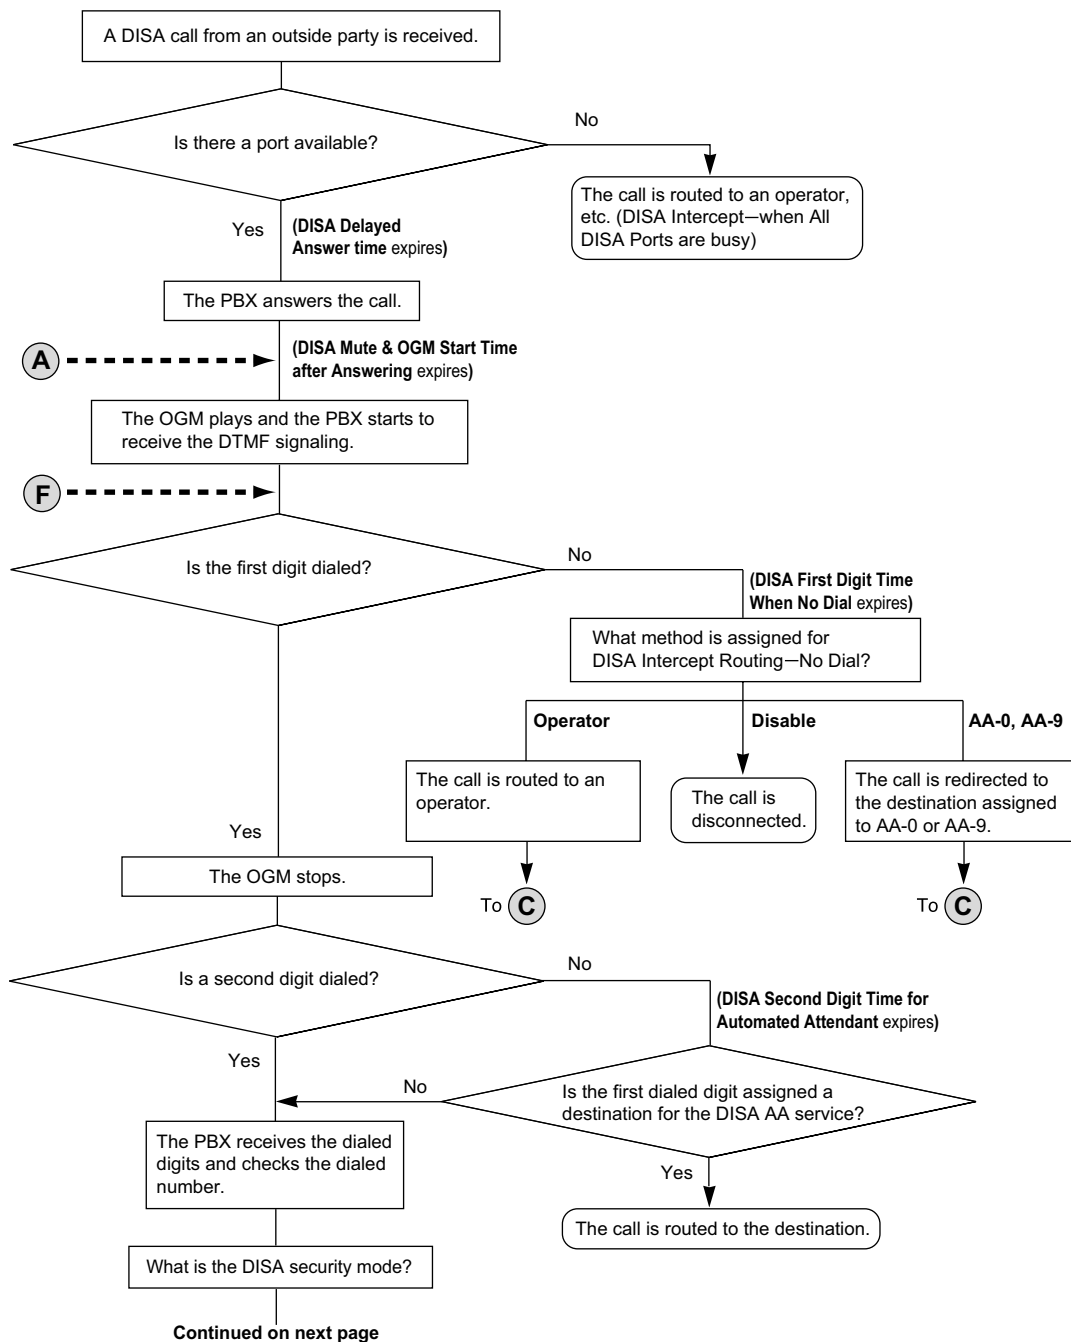 A DISA call from an outside party is received.
Is there a port available?
No
The call is routed to an operator,
etc. (DISA Intercept—when All
DISA Ports are busy)
Yes
(DISA Delayed
Answer time expires)
The PBX answers the call.
A
(DISA Mute & OGM Start Time
after Answering expires)
The OGM plays and the PBX starts to
receive the DTMF signaling.
F
Is the first digit dialed?
No
(DISA First Digit Time
When No Dial expires)
What method is assigned for
DISA Intercept Routing—No Dial?
Operator
Disable
AA-0, AA-9
The call is routed to an
operator.
The call is
disconnected.
The call is redirected to
the destination assigned
to AA-0 or AA-9.
Yes
The OGM stops.
To C
To C
Is a second digit dialed?
No
(DISA Second Digit Time for
Automated Attendant expires)
Yes
No
Is the first dialed digit assigned a
destination for the DISA AA service?
The PBX receives the dialed
digits and checks the dialed
number.
Yes
The call is routed to the destination.
What is the DISA security mode?
Continued on next page